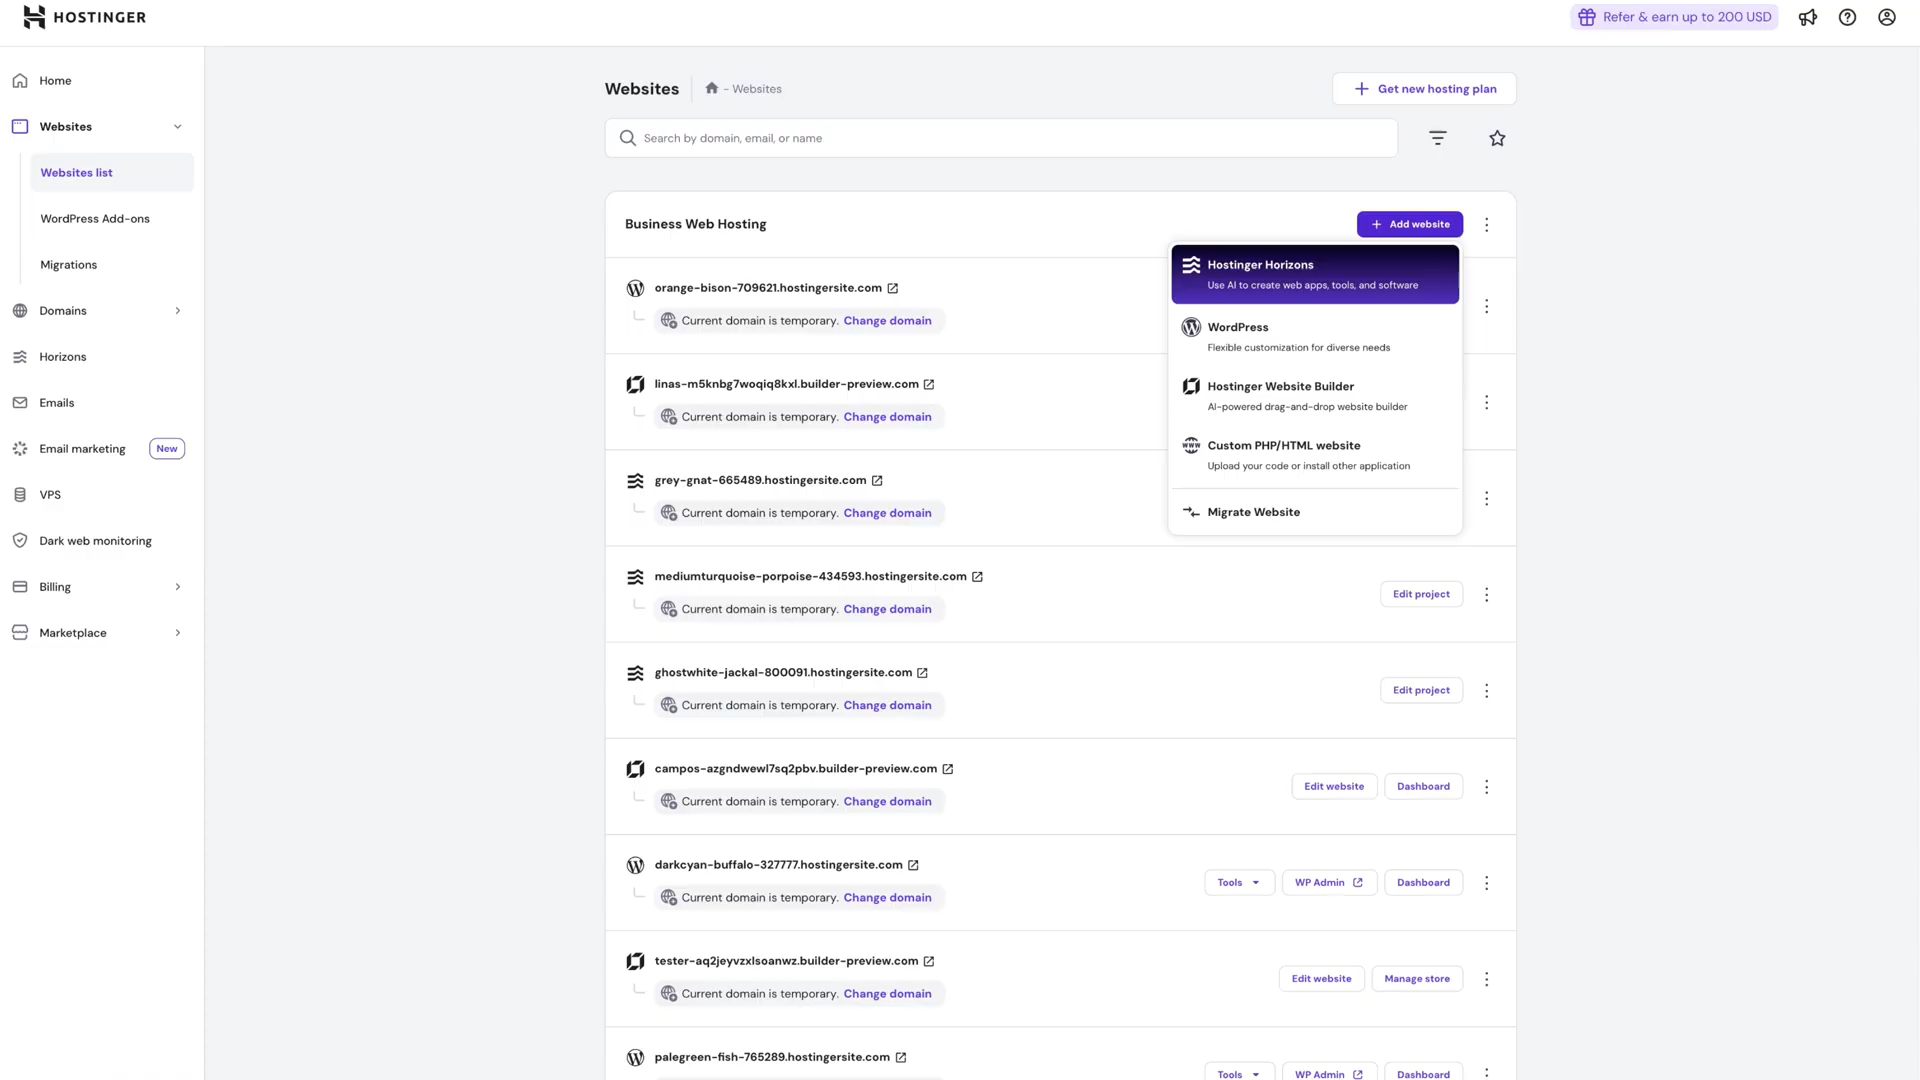 HOSTINGER
Refer & earn up to 200 USD
Home
Websites
Websites list
WordPress Add-ons
Migrations
Domains
Horizons
Emails
Email marketing New
VPS
Dark web monitoring
Billing
Marketplace
Websites - Websites
Get new hosting plan
Search by domain, email, or name
Business Web Hosting
Add website
Hostinger Horizons
Use AI to create web apps, tools, and software
WordPress
Flexible customization for diverse needs
Hostinger Website Builder
AI-powered drag-and-drop website builder
Custom PHP/HTML website
Upload your code or install other application
Migrate Website
orange-bison-709621.hostingersite.com
Current domain is temporary. Change domain
linas-m5knbg7woqiq8kxl.builder-preview.com
Current domain is temporary. Change domain
grey-gnat-665489.hostingersite.com
Current domain is temporary. Change domain
mediumturquoise-porpoise-434593.hostingersite.com
Current domain is temporary. Change domain
Edit project
ghostwhite-jackal-800091.hostingersite.com
Current domain is temporary. Change domain
Edit project
campos-azgndwewl7sq2pbv.builder-preview.com
Current domain is temporary. Change domain
Edit website Dashboard
darkcyan-buffalo-327777.hostingersite.com
Current domain is temporary. Change domain
Tools WP Admin Dashboard
tester-aq2jeyvzxlsoanwz.builder-preview.com
Current domain is temporary. Change domain
Edit website Manage store
palegreen-fish-765289.hostingersite.com
Tools WP Admin Dashboard